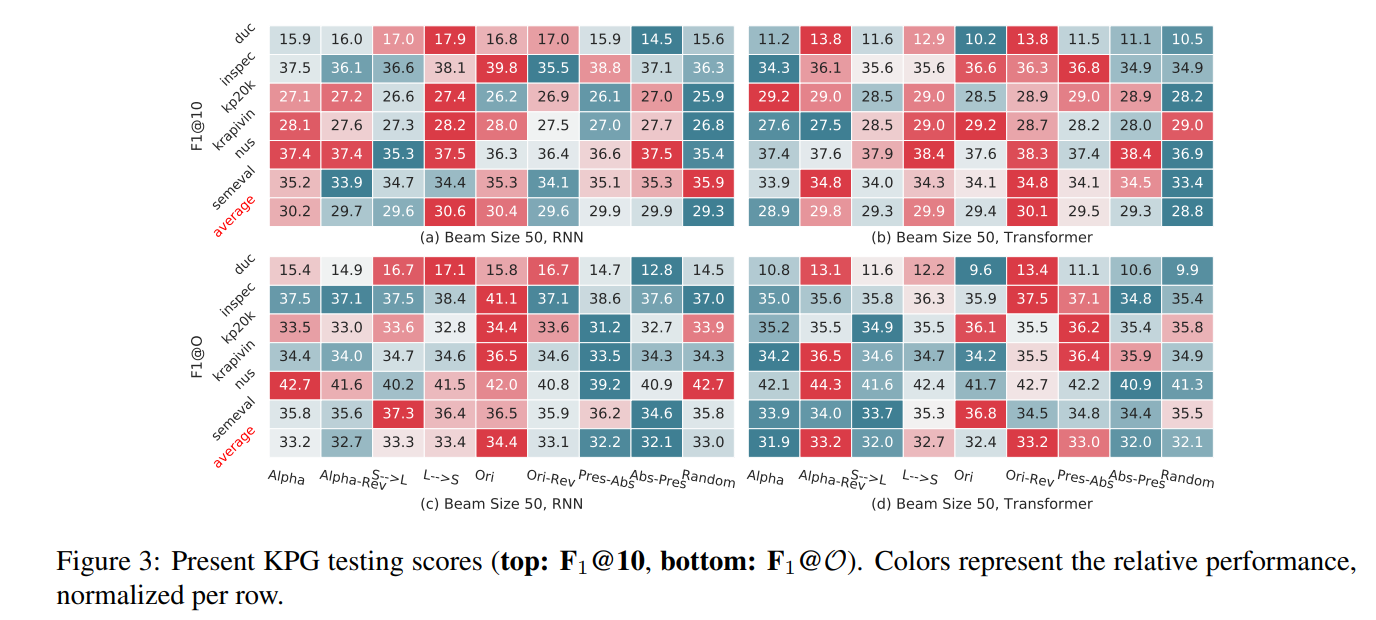 duc 15.9 16.0 17.0 17.9 16.8 17.0 15.9 14.5 15.6 11.2 13.8 11.6 12.9 10.2 13.8 11.5 11.1 10.5
inspec 37.5 36.1 36.6 38.1 39.8 35.5 38.8 37.1 36.3 34.3 36.1 35.6 35.6 36.6 36.3 36.8 34.9 34.9
kp20k 27.1 27.2 26.6 27.4 26.2 26.9 26.1 27.0 25.9 29.2 29.0 28.5 29.0 28.5 28.9 29.0 28.9 28.2
F1@10
krapivin 28.1 27.6 27.3 28.2 28.0 27.5 27.0 27.7 26.8 27.6 27.5 28.5 29.0 29.2 28.7 28.2 28.0 29.0
nus 37.4 37.4 35.3 37.5 36.3 36.4 36.6 37.5 35.4 37.4 37.6 37.9 38.4 37.6 38.3 37.4 38.4 36.9
semeval 35.2 33.9 34.7 34.4 35.3 34.1 35.1 35.3 35.9 33.9 34.8 34.0 34.3 34.1 34.8 34.1 34.5 33.4
average 30.2 29.7 29.6 30.6 30.4 29.6 29.9 29.9 29.3 28.9 29.8 29.3 29.9 29.4 30.1 29.5 29.3 28.8
(a) Beam Size 50, RNN (b) Beam Size 50, Transformer
duc 15.4 14.9 16.7 17.1 15.8 16.7 14.7 12.8 14.5 10.8 13.1 11.6 12.2 9.6 13.4 11.1 10.6 9.9
inspec 37.5 37.1 37.5 38.4 41.1 37.1 38.6 37.6 37.0 35.0 35.6 35.8 36.3 35.9 37.5 37.1 34.8 35.4
kp20k 33.5 33.0 33.6 32.8 34.4 33.6 31.2 32.7 33.9 35.2 35.5 34.9 35.5 36.1 35.5 36.2 35.4 35.8
F1@O
krapivin 34.4 34.0 34.7 34.6 36.5 34.6 33.5 34.3 34.3 34.2 36.5 34.6 34.7 34.2 35.5 36.4 35.9 34.9
nus 42.7 41.6 40.2 41.5 42.0 40.8 39.2 40.9 42.7 42.1 44.3 41.6 42.4 41.7 42.7 42.2 40.9 41.3
semeval 35.8 35.6 37.3 36.4 36.5 35.9 36.2 34.6 35.8 33.9 34.0 33.7 35.3 36.8 34.5 34.8 34.4 35.5
average 33.2 32.7 33.3 33.4 34.4 33.1 32.2 32.1 33.0 31.9 33.2 32.0 32.7 32.4 33.2 33.0 32.0 32.1
Alpha Alpha-Rev S-->L L-->S Ori Ori-Rev Pres-Abs Abs-Pres Random Alpha Alpha-Rev S-->L L-->S Ori Ori-Rev Pres-Abs Abs-Pres Random
(c) Beam Size 50, RNN (d) Beam Size 50, Transformer
Figure 3: Present KPG testing scores (top: F₁@10, bottom: F₁@𝒪). Colors represent the relative performance,
normalized per row.